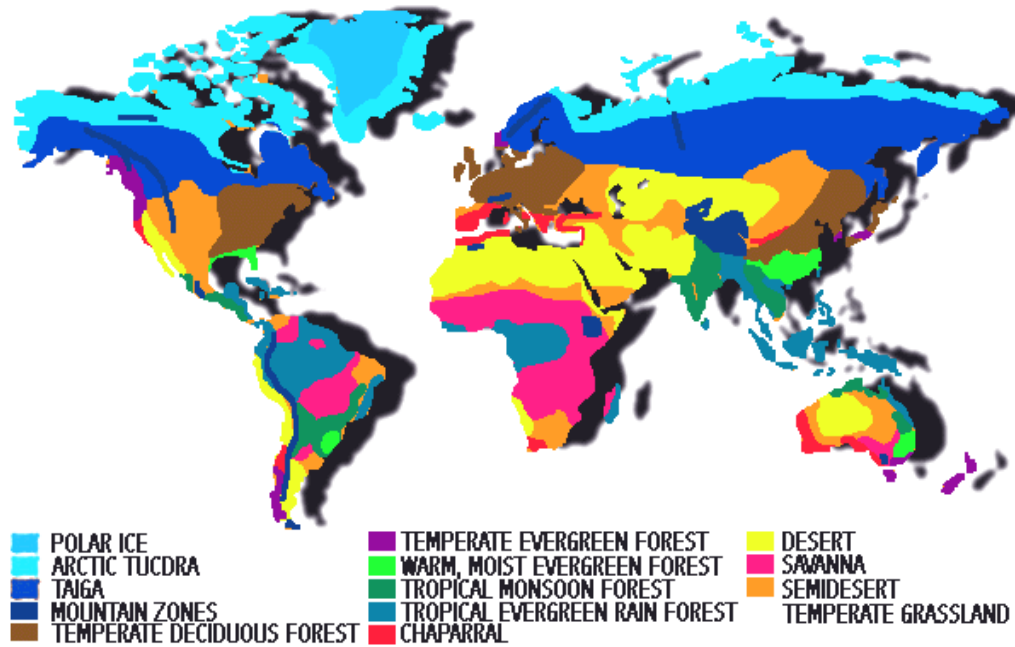 POLAR ICE
ARCTIC TUCDRA
TAIGA
MOUNTAIN ZONES
TEMPERATE DECIDUOUS FOREST
TEMPERATE EVERGREEN FOREST
WARM, MOIST EVERGREEN FOREST
TROPICAL MONSOON FOREST
TROPICAL EVERGREEN RAIN FOREST
CHAPARRAL
DESERT
SAVANNA
SEMIDESERT
TEMPERATE GRASSLAND